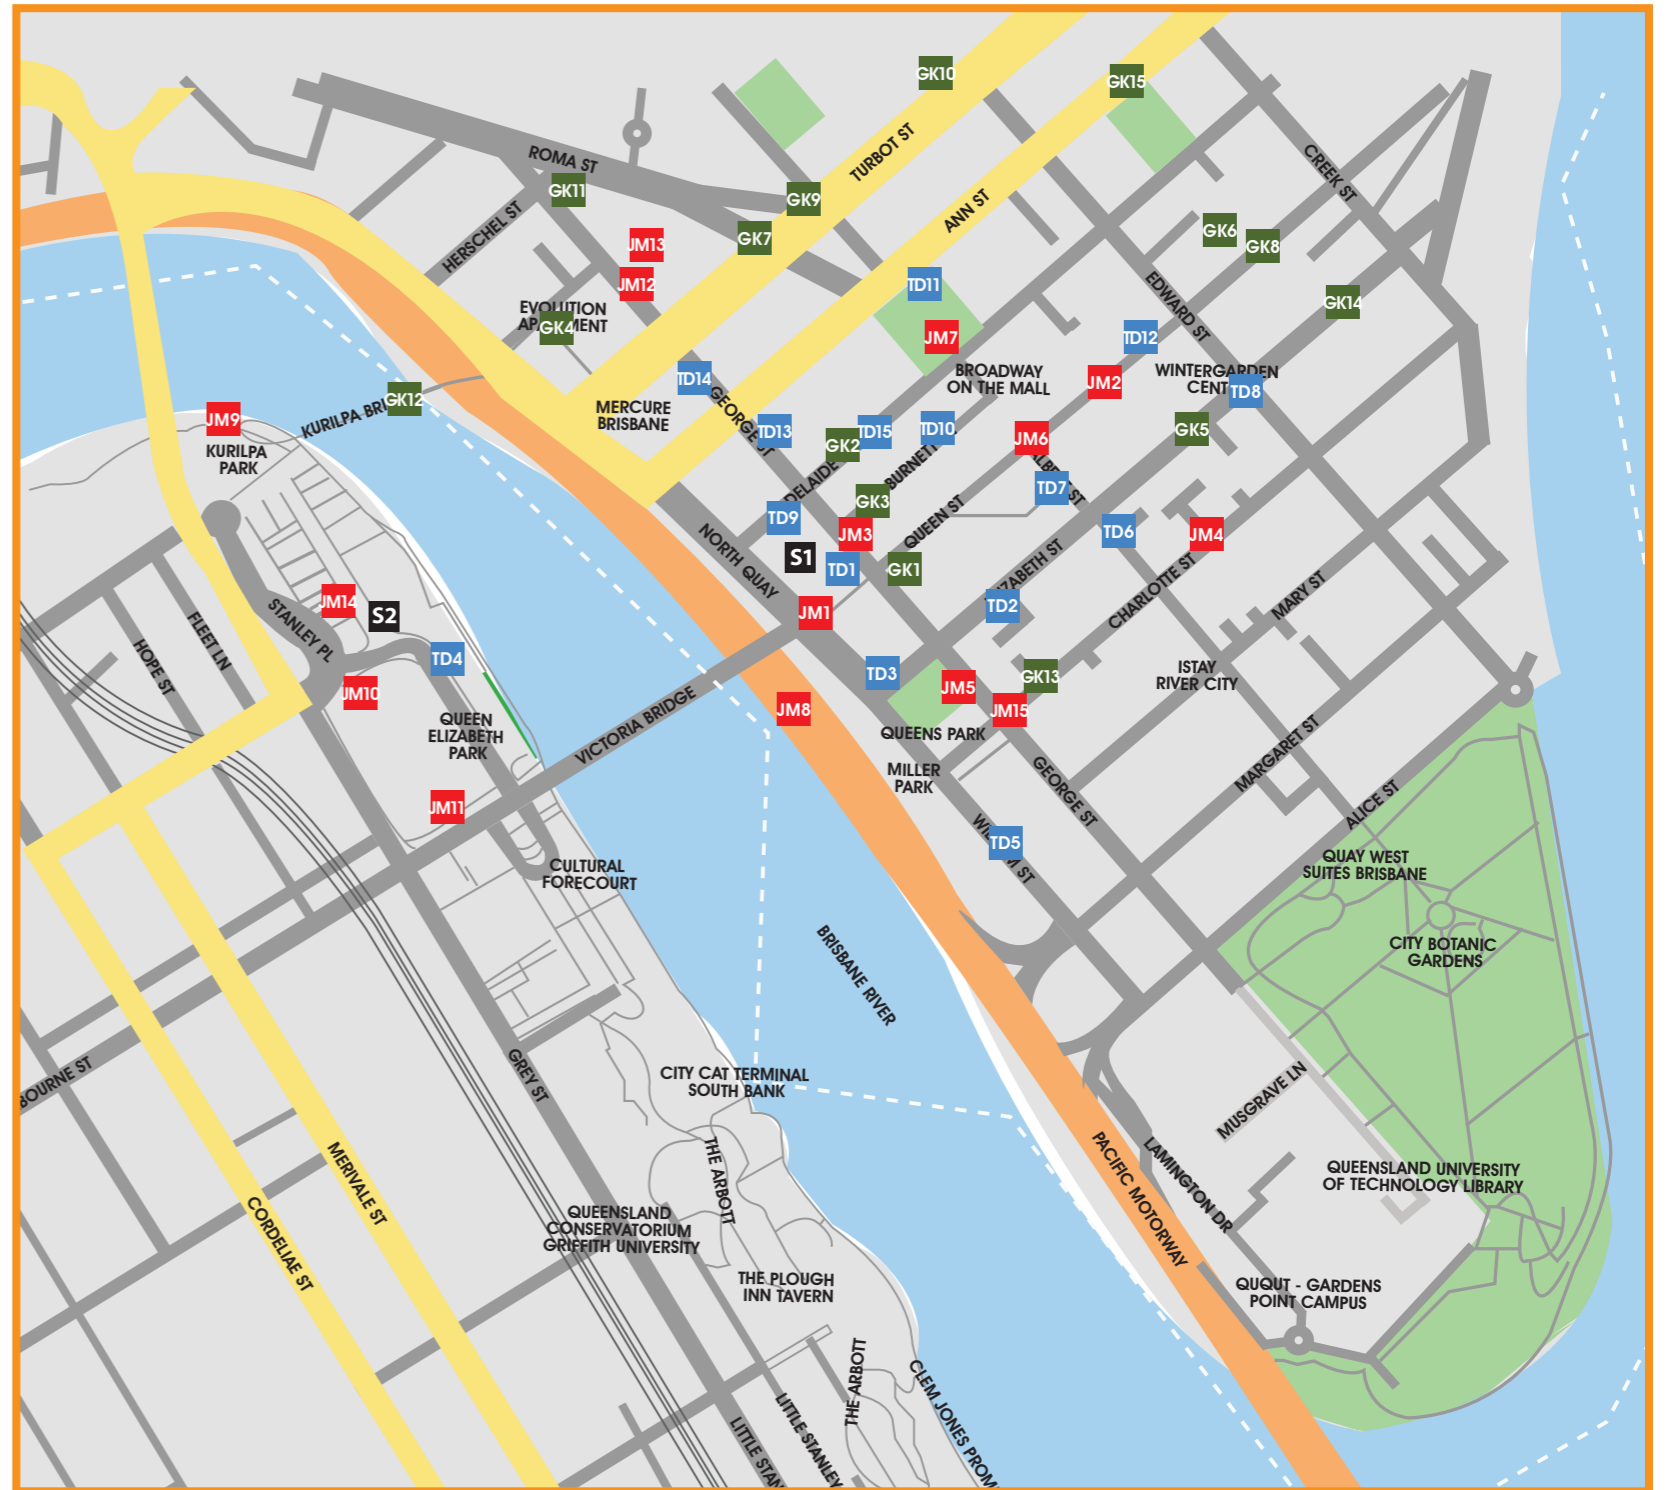 GK10
GK15
TURBOT ST
ROMA ST
CREEK ST
GK11
GK9
ANN ST
HERSCHEL ST
GK7
GK6
GK8
JM13
JM12
TD11
EDWARD ST
GK14
EVOLUTION
GK4
JM7
TD12
BROADWAY
ON THE MALL
JM2
WINTERGARDEN
TD8
TD14
GEORGE ST
GK12
KURILPA
JM9
KURILPA
PARK
MERCURE
BRISBANE
TD13
GK2
TD15
TD10
JM6
GK5
TD7
GK3
TD9
JM3
QUEEN ST
TD6
JM4
NORTH QUAY
S1
TD1
GK1
CHARLOTTE ST
MARY ST
JM1
TD2
JM14
S2
STANLEY PL
FLEET LN
HOPE ST
TD4
JM10
TD3
JM5
GK13
JM15
ISTAY
RIVER CITY
JM8
QUEEN
ELIZABETH
PARK
VICTORIA BRIDGE
QUEENS PARK
MILLER
PARK
GEORGE ST
MARGARET ST
ALICE ST
JM11
TD5
QUAY WEST
SUITES BRISBANE
CULTURAL
FORECOURT
BRISBANE RIVER
CITY BOTANIC
GARDENS
BOURNE ST
GREY ST
CITY CAT TERMINAL
SOUTH BANK
MUSGRAVE LN
THE ARBOTT
MERIVALE ST
CORDELIAE ST
PACIFIC MOTORWAY
LAMINGTON DR
QUEENSLAND UNIVERSITY
OF TECHNOLOGY LIBRARY
QUEENSLAND
CONSERVATORIUM
GRIFFITH UNIVERSITY
THE PLOUGH
INN TAVERN
QUQUT - GARDENS
POINT CAMPUS
THE ARBOTT
CLEM JONES PROM
LITTLE STANLEY
LITTLE STAN